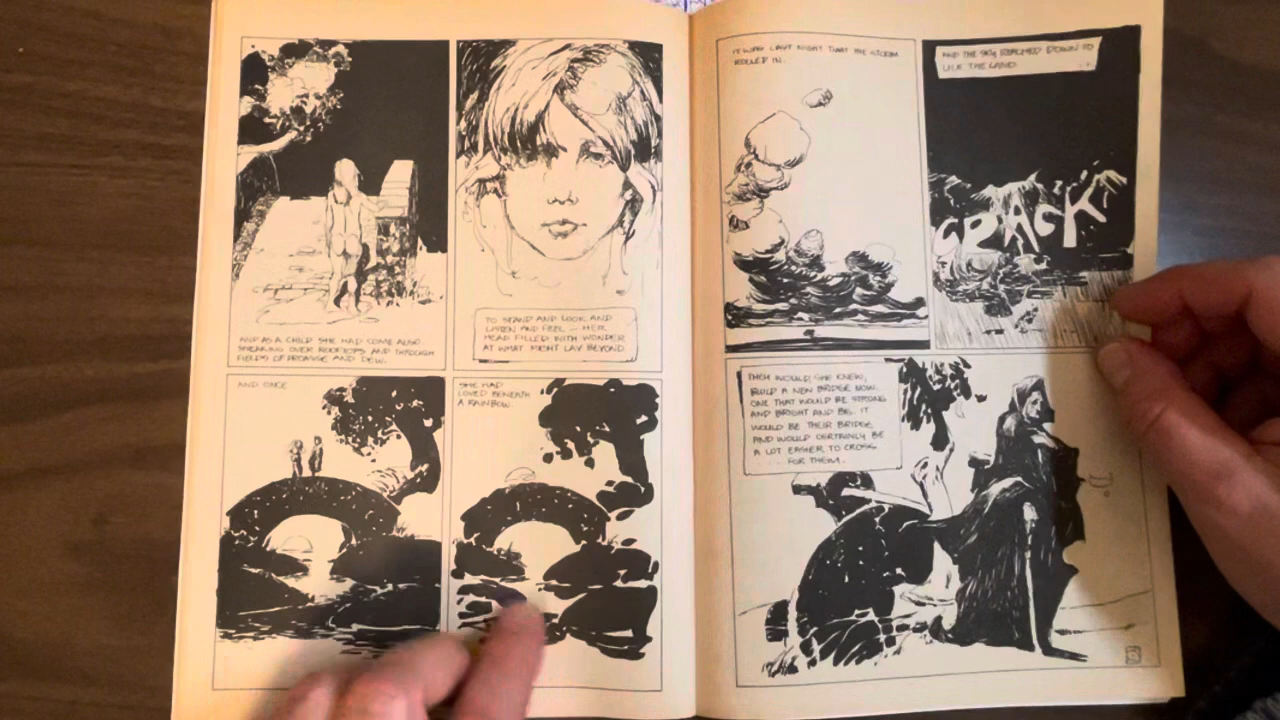 AND AS A CHILD SHE HAD COME ALSO.
SNEAKING OVER ROOFTOPS AND THROUGH
FIELDS OF PROMISE AND DEW.
TO STAND AND LOOK AND
LISTEN AND FEEL — HER
HEAD FILLED WITH WONDER
AT WHAT MIGHT LAY BEYOND.
AND ONCE
SHE HAD
LOVED BENEATH
A RAINBOW.
IT WAS LAST NIGHT THAT THE STORM
ROLLED IN.
AND THE SKY REACHED DOWN TO
LICK THE LAND. . .
CRACK
THEY WOULD, SHE KNEW,
BUILD A NEW BRIDGE NOW.
ONE THAT WOULD BE STRONG
AND BRIGHT AND BIG. IT
WOULD BE THEIR BRIDGE
AND WOULD CERTAINLY BE
A LOT EASIER TO CROSS
. . . FOR THEM.